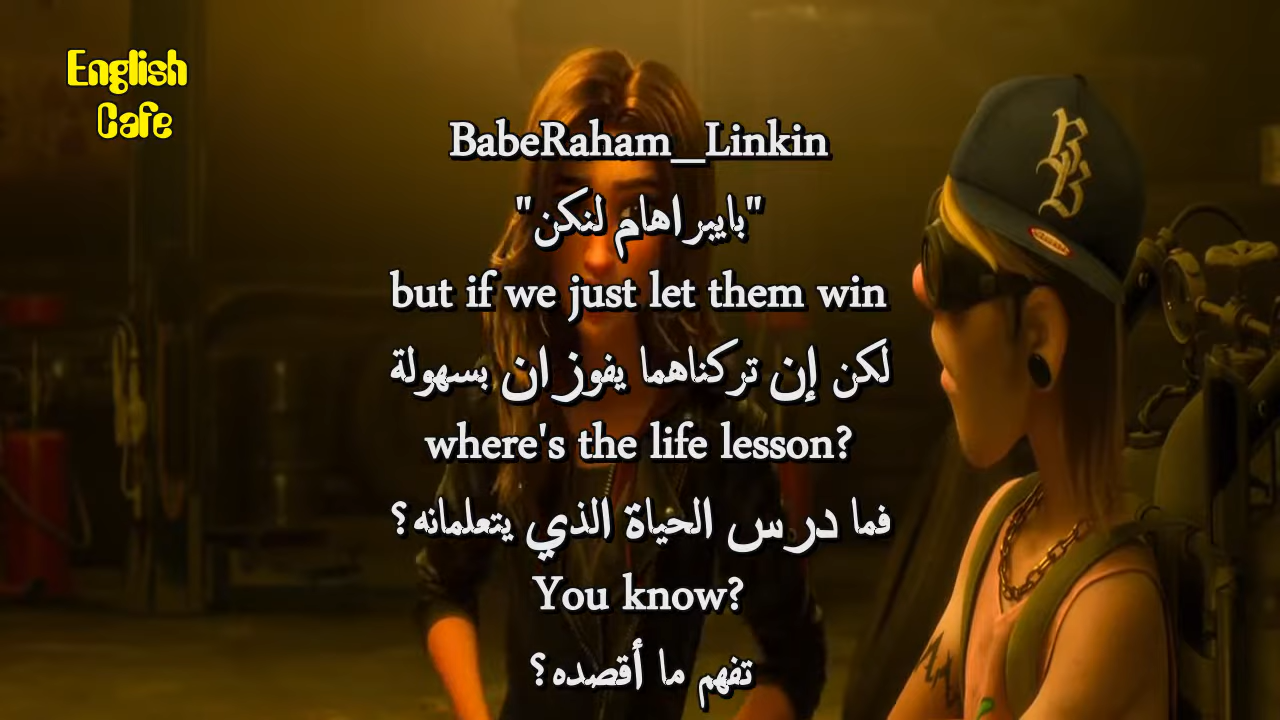 English
Cafe
BabeRaham_Linkin
"بايبراهام لنكن"
but if we just let them win
لكن إن تركناهما يفوزان بسهولة
where's the life lesson?
فما درس الحياة الذي يتعلمانه؟
You know?
تفهم ما أقصده؟
BB